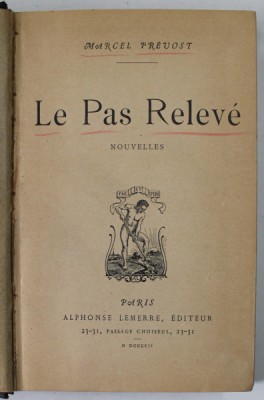 MARCEL PRÉVOST
Le Pas Relevé
NOUVELLES
PARIS
ALPHONSE LEMERRE, ÉDITEUR
23-31, PASSAGE CHOISEUL, 23-31